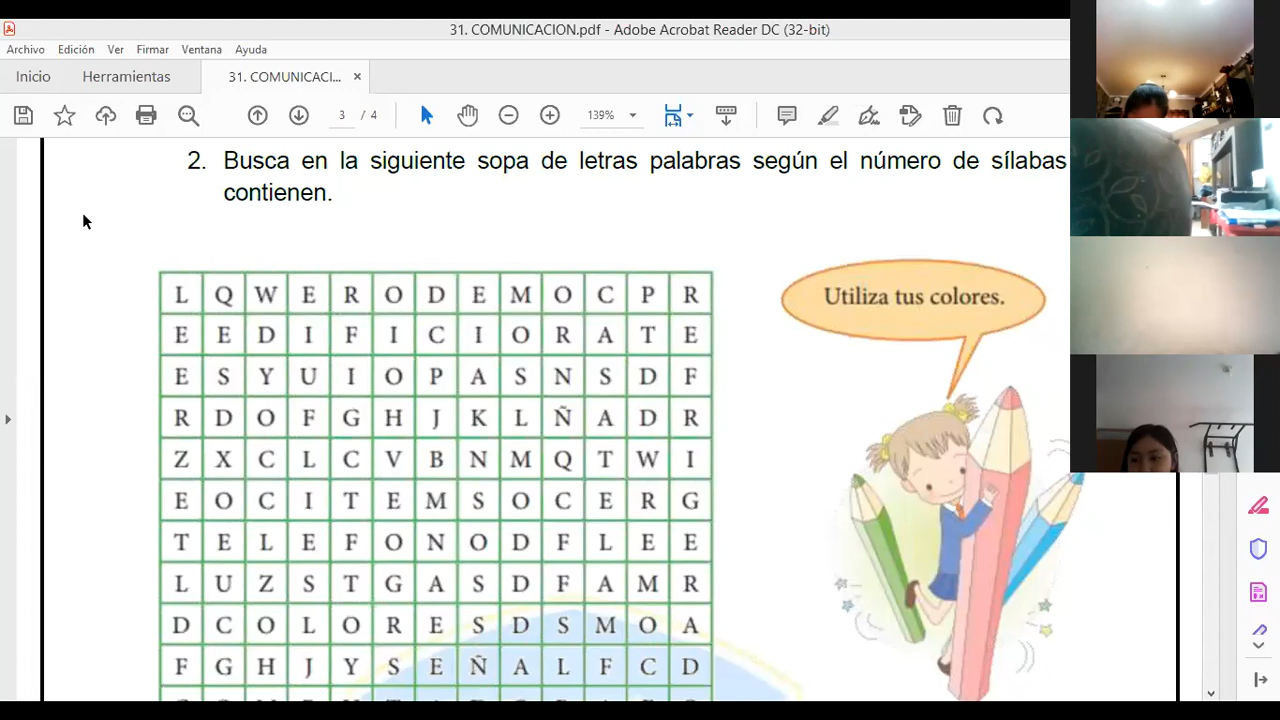 31. COMUNICACION.pdf - Adobe Acrobat Reader DC (32-bit)
Archivo Edición Ver Firmar Ventana Ayuda
Inicio Herramientas 31. COMUNICACI... ×
3 / 4 139%
2. Busca en la siguiente sopa de letras palabras según el número de sílabas
contienen.
Utiliza tus colores.
L Q W E R O D E M O C P R
E E D I F I C I O R A T E
E S Y U I O P A S N S D F
R D O F G H J K L Ñ A D R
Z X C L C V B N M Q T W I
E O C I T E M S O C E R G
T E L E F O N O D F L E E
L U Z S T G A S D F A M R
D C O L O R E S D S M O A
F G H J Y S E Ñ A L F C D